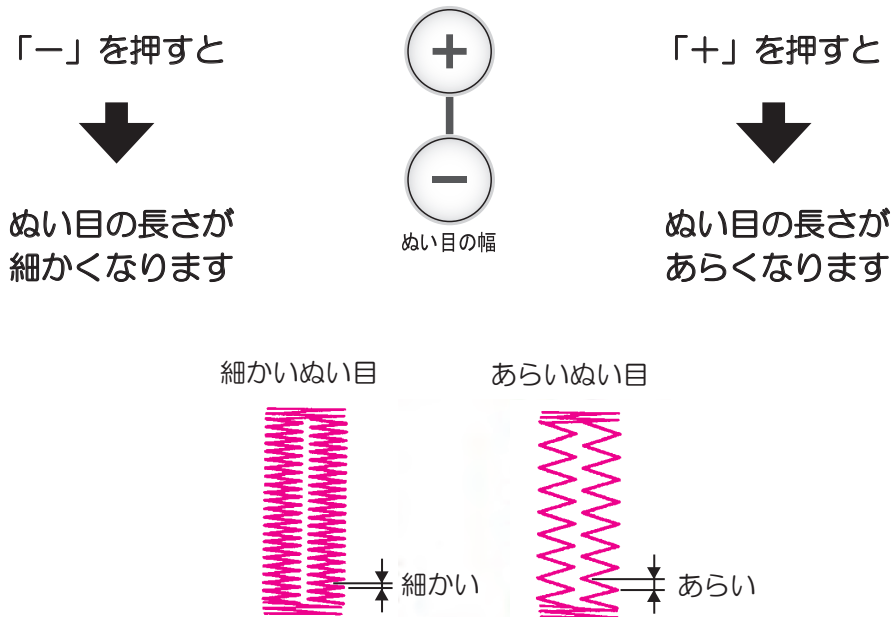 「－」を押すと
ぬい目の長さが
細かくなります
＋
－
ぬい目の幅
「＋」を押すと
ぬい目の長さが
あらくなります
細かいぬい目
細かい
あらいぬい目
あらい